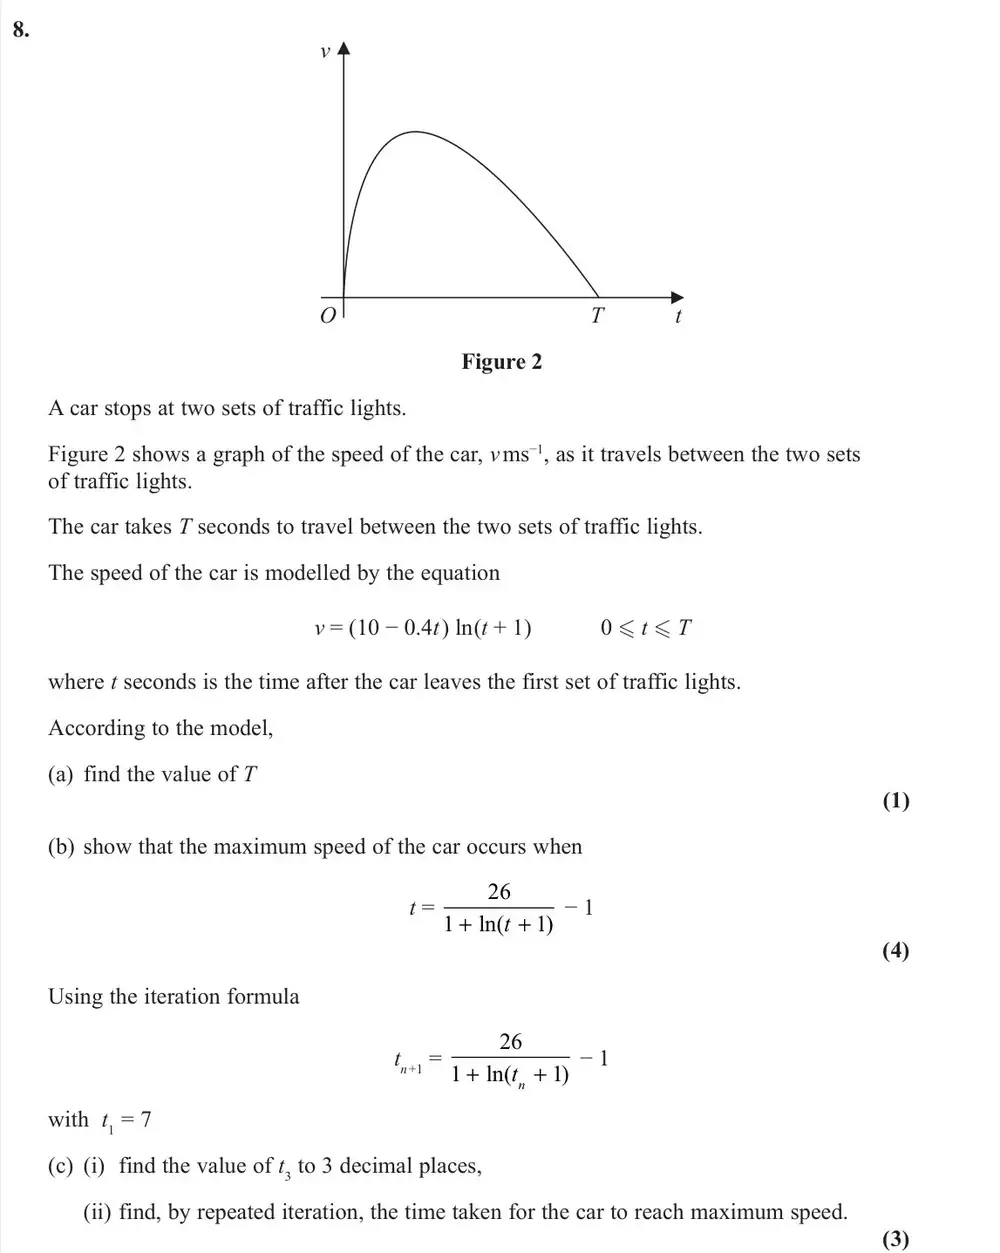 8.
v
O
T
t
Figure 2
A car stops at two sets of traffic lights.
Figure 2 shows a graph of the speed of the car, v ms⁻¹, as it travels between the two sets
of traffic lights.
The car takes T seconds to travel between the two sets of traffic lights.
The speed of the car is modelled by the equation
v = (10 − 0.4t) ln(t + 1) 0 ⩽ t ⩽ T
where t seconds is the time after the car leaves the first set of traffic lights.
According to the model,
(a) find the value of T
(1)
(b) show that the maximum speed of the car occurs when
t = 26 / (1 + ln(t + 1)) − 1
(4)
Using the iteration formula
tₙ₊₁ = 26 / (1 + ln(tₙ + 1)) − 1
with t₁ = 7
(c) (i) find the value of t₃ to 3 decimal places,
(ii) find, by repeated iteration, the time taken for the car to reach maximum speed.
(3)